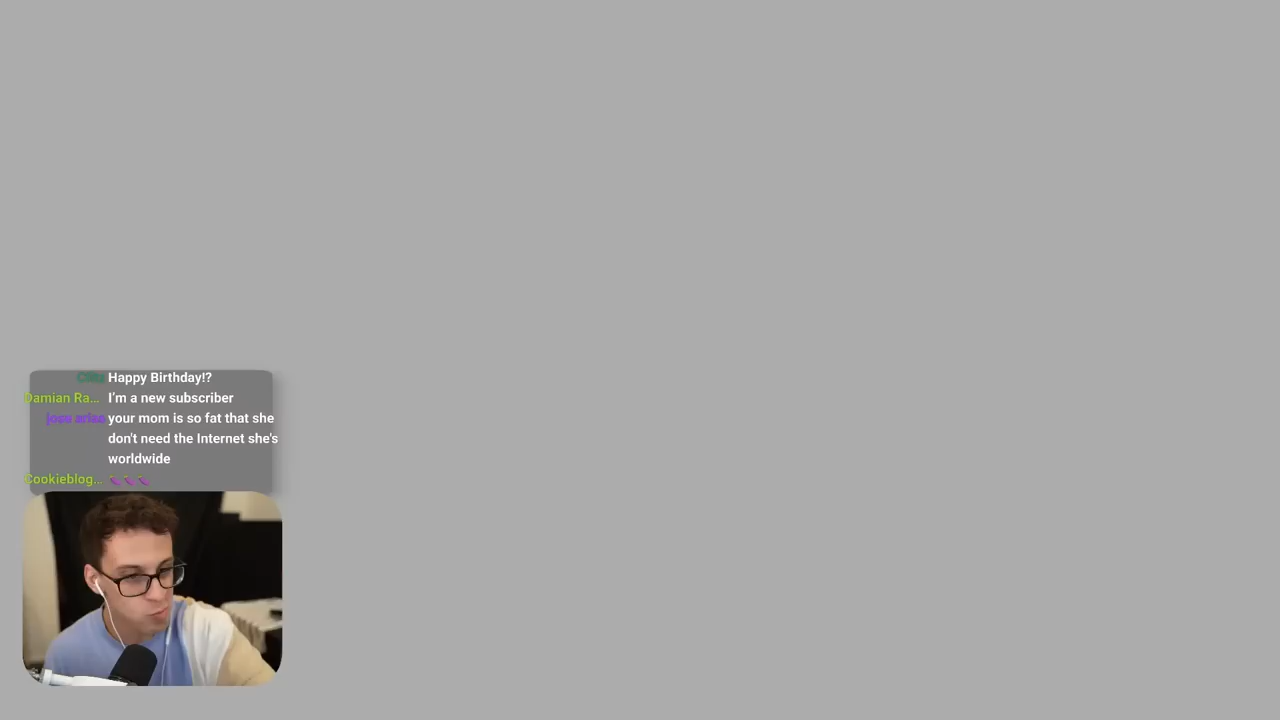 Happy Birthday!?
Damian Ra... I'm a new subscriber
your mom is so fat that she
don't need the Internet she's
worldwide
Cookieblog... 🍆🍆🍆